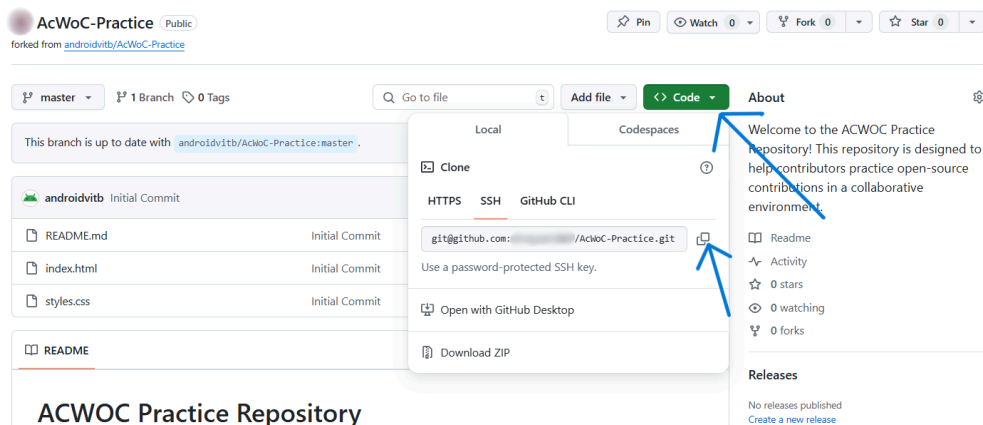 AcWoC-Practice Public
Pin
Watch 0
Fork 0
Star 0
forked from androidvitb/AcWoC-Practice
master
1 Branch
0 Tags
Go to file t
Add file
Code
This branch is up to date with androidvitb/AcWoC-Practice:master .
androidvitb Initial Commit
README.md Initial Commit
index.html Initial Commit
styles.css Initial Commit
README
ACWOC Practice Repository
Local
Codespaces
Clone
HTTPS
SSH
GitHub CLI
git@github.com: /AcWoC-Practice.git
Use a password-protected SSH key.
Open with GitHub Desktop
Download ZIP
About
Welcome to the ACWOC Practice
Repository! This repository is designed to
help contributors practice open-source
contributions in a collaborative
environment.
Readme
Activity
0 stars
0 watching
0 forks
Releases
No releases published
Create a new release